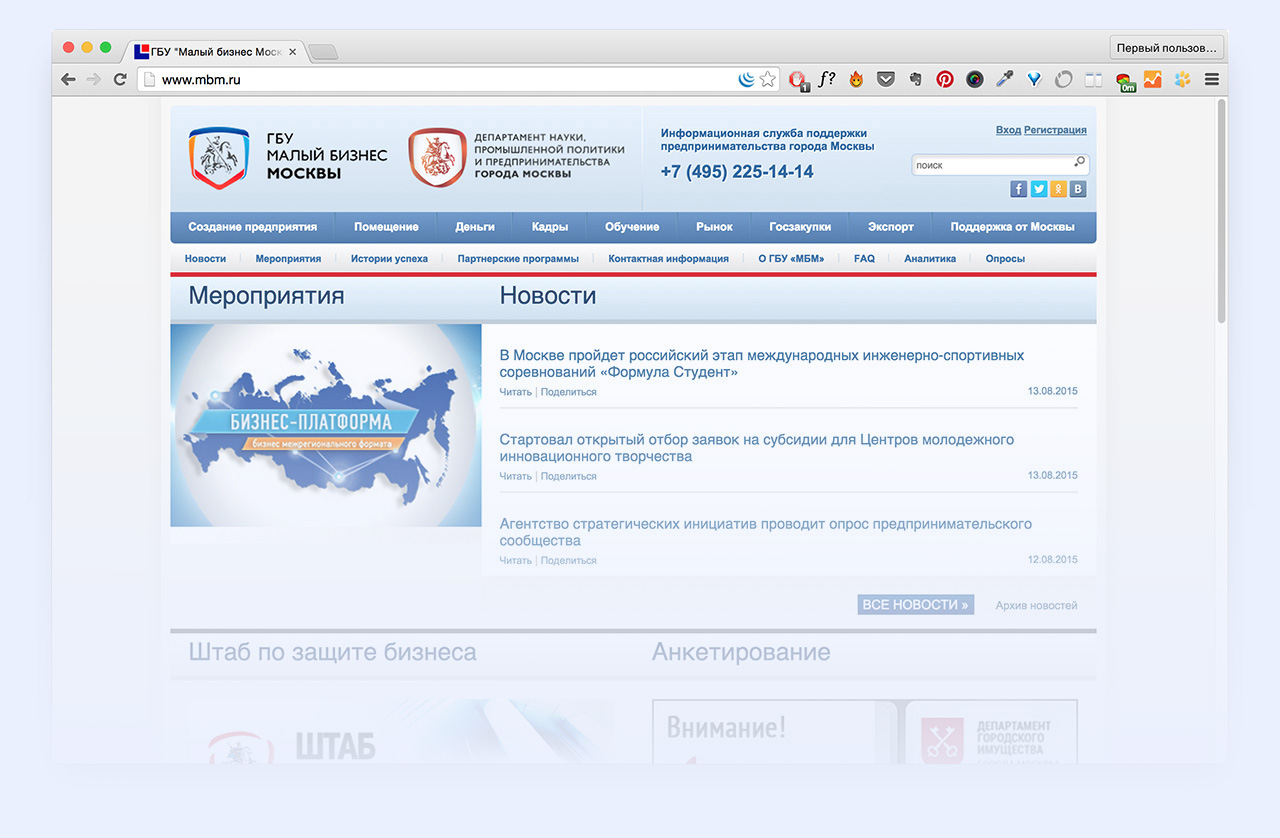 ГБУ "Малый бизнес Моск
Первый пользов...
www.mbm.ru
f?
1
0m
ГБУ
МАЛЫЙ БИЗНЕС
МОСКВЫ
ДЕПАРТАМЕНТ НАУКИ,
ПРОМЫШЛЕННОЙ ПОЛИТИКИ
И ПРЕДПРИНИМАТЕЛЬСТВА
ГОРОДА МОСКВЫ
Информационная служба поддержки
предпринимательства города Москвы
+7 (495) 225-14-14
Вход Регистрация
поиск
Создание предприятия Помещение Деньги Кадры Обучение Рынок Госзакупки Экспорт Поддержка от Москвы
Новости Мероприятия Истории успеха Партнерские программы Контактная информация О ГБУ «МБМ» FAQ Аналитика Опросы
Мероприятия
БИЗНЕС-ПЛАТФОРМА
бизнес межрегионального формата
Новости
В Москве пройдет российский этап международных инженерно-спортивных
соревнований «Формула Студент»
Читать | Поделиться 13.08.2015
Стартовал открытый отбор заявок на субсидии для Центров молодежного
инновационного творчества
Читать | Поделиться 13.08.2015
Агентство стратегических инициатив проводит опрос предпринимательского
сообщества
Читать | Поделиться 12.08.2015
ВСЕ НОВОСТИ » Архив новостей
Штаб по защите бизнеса
ШТАБ
Анкетирование
Внимание!
ДЕПАРТАМЕНТ
ГОРОДСКОГО
ИМУЩЕСТВА